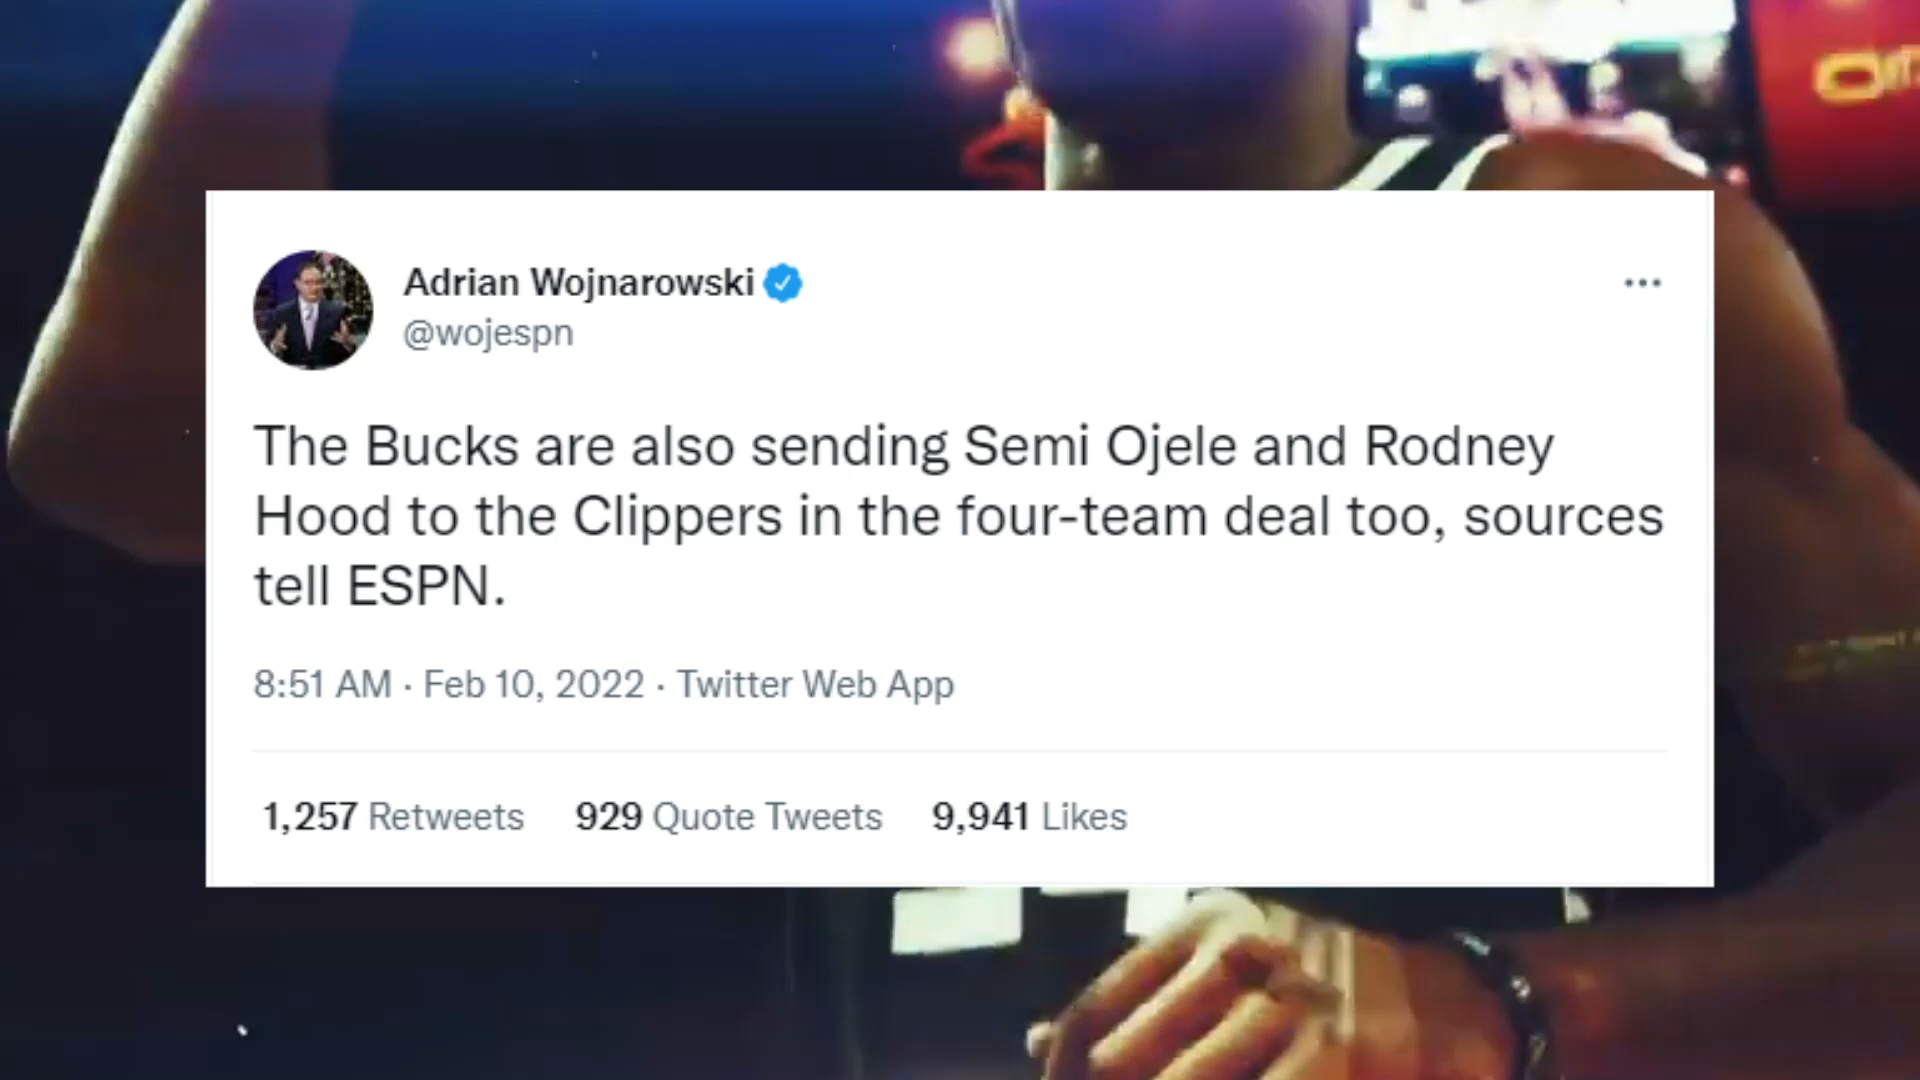 Adrian Wojnarowski
@wojespn
The Bucks are also sending Semi Ojele and Rodney
Hood to the Clippers in the four-team deal too, sources
tell ESPN.
8:51 AM · Feb 10, 2022 · Twitter Web App
1,257 Retweets 929 Quote Tweets 9,941 Likes